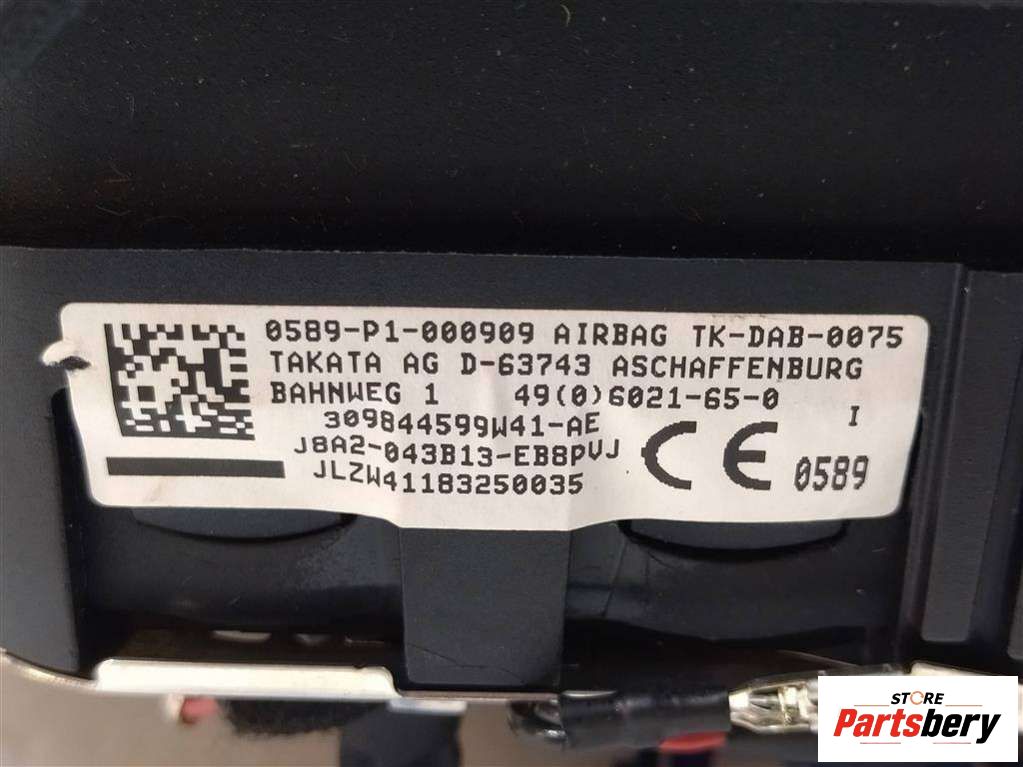 0589-P1-000909 AIRBAG TK-DAB-0075
TAKATA AG D-63743 ASCHAFFENBURG
BAHNWEG 1 49(0)6021-65-0
309844599W41-AE I
J8A2-043B13-EB8PVJ
JLZW41183250035
CE 0589
STORE
Partsbery